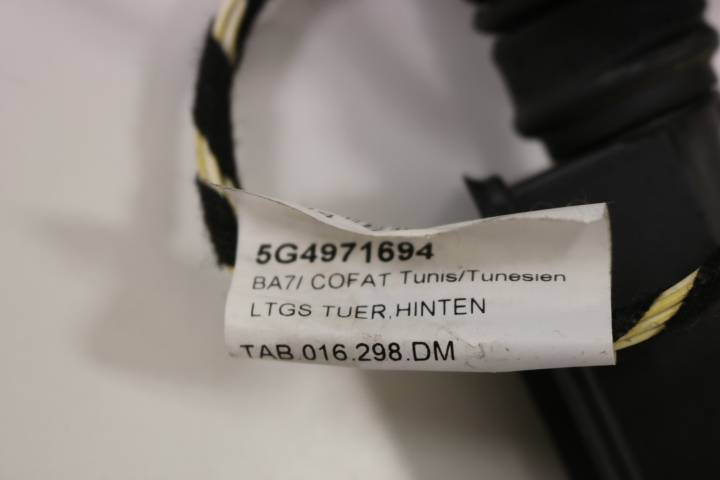 5G4971694
BA7/ COFAT Tunis/Tunesien
LTGS TUER,HINTEN
TAB.016.298.DM